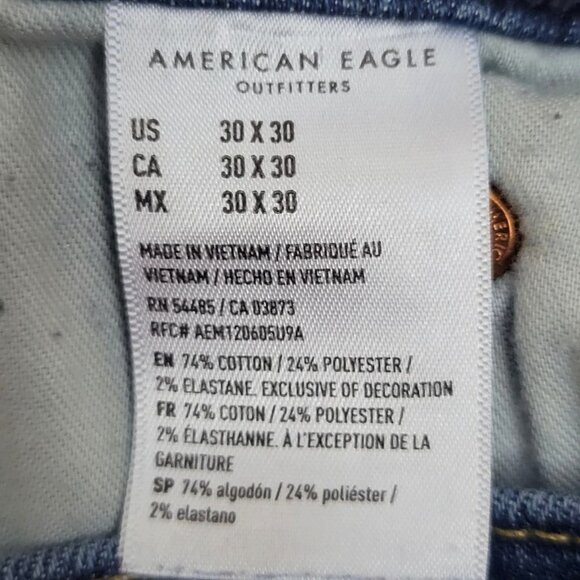 AMERICAN EAGLE
OUTFITTERS
US 30 X 30
CA 30 X 30
MX 30 X 30
MADE IN VIETNAM / FABRIQUÉ AU
VIETNAM / HECHO EN VIETNAM
RN 54485 / CA 03873
RFC# AEM120605U9A
EN 74% COTTON / 24% POLYESTER /
2% ELASTANE. EXCLUSIVE OF DECORATION
FR 74% COTON / 24% POLYESTER /
2% ÉLASTHANNE. À L'EXCEPTION DE LA
GARNITURE
SP 74% algodón / 24% poliéster /
2% elastano